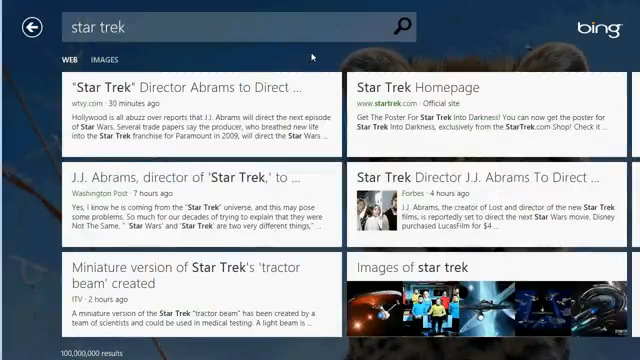 star trek
bing
WEB IMAGES
"Star Trek" Director Abrams to Direct ...
wtvy.com · 30 minutes ago
Hollywood is all abuzz over reports that J.J. Abrams will direct the next episode
of Star Wars. Several trade papers say the producer, who breathed new life
into the Star Trek franchise for Paramount in 2009, will direct the Star Wars ...
Star Trek Homepage
www.startrek.com · Official site
Get The Poster For Star Trek Into Darkness! You can now get the poster for
Star Trek Into Darkness, exclusively from the StarTrek.com Shop! Check it ...
J.J. Abrams, director of 'Star Trek,' to ...
Washington Post · 7 hours ago
Yes, I know he is coming from the "Star Trek" universe, and this may pose
some problems. So much for our decades of trying to explain that they were
Not The Same. " 'Star Wars' and 'Star Trek' are two very different things," ...
Star Trek Director J.J. Abrams To Direct ...
Forbes · 4 hours ago
J.J. Abrams, the creator of Lost and director of the new Star Trek
films, is reportedly set to direct the next Star Wars movie. Disney
purchased LucasFilm for $4 ..
Miniature version of Star Trek's 'tractor
beam' created
ITV · 2 hours ago
A miniature version of the Star Trek "tractor beam" has been created by a
team of scientists and could be used in medical testing. A light beam is ...
Images of star trek
100,000,000 results